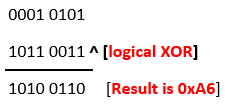 0001 0101
1011 0011 ^ [logical XOR]
1010 0110 [Result is 0xA6]